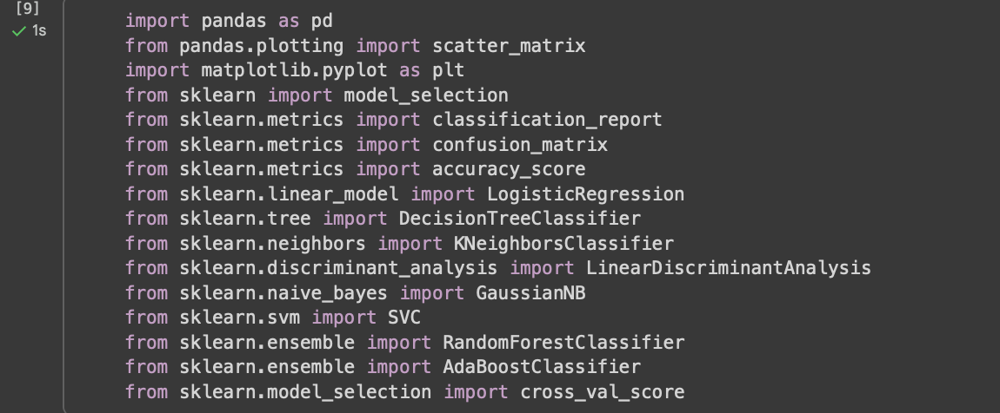 [9]
✓ 1s
import pandas as pd
from pandas.plotting import scatter_matrix
import matplotlib.pyplot as plt
from sklearn import model_selection
from sklearn.metrics import classification_report
from sklearn.metrics import confusion_matrix
from sklearn.metrics import accuracy_score
from sklearn.linear_model import LogisticRegression
from sklearn.tree import DecisionTreeClassifier
from sklearn.neighbors import KNeighborsClassifier
from sklearn.discriminant_analysis import LinearDiscriminantAnalysis
from sklearn.naive_bayes import GaussianNB
from sklearn.svm import SVC
from sklearn.ensemble import RandomForestClassifier
from sklearn.ensemble import AdaBoostClassifier
from sklearn.model_selection import cross_val_score